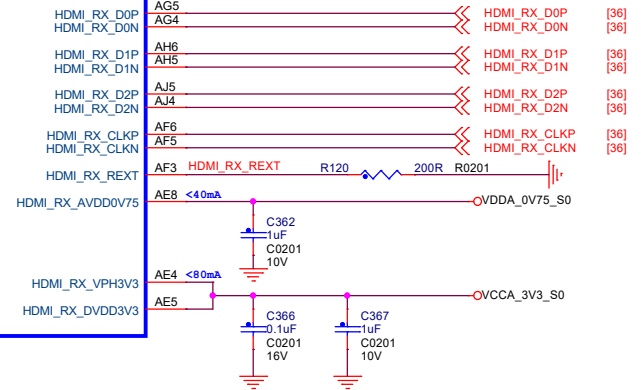 HDMI_RX_D0P AG5 HDMI_RX_D0P [36]
HDMI_RX_D0N AG4 HDMI_RX_D0N [36]
HDMI_RX_D1P AH6 HDMI_RX_D1P [36]
HDMI_RX_D1N AH5 HDMI_RX_D1N [36]
HDMI_RX_D2P AJ5 HDMI_RX_D2P [36]
HDMI_RX_D2N AJ4 HDMI_RX_D2N [36]
HDMI_RX_CLKP AF6 HDMI_RX_CLKP [36]
HDMI_RX_CLKN AF5 HDMI_RX_CLKN [36]
HDMI_RX_REXT AF3 HDMI_RX_REXT R120 200R R0201
HDMI_RX_AVDD0V75 AE8 <40mA VDDA_0V75_S0
C362
1uF
C0201
10V
HDMI_RX_VPH3V3 AE4 <80mA
VCCA_3V3_S0
HDMI_RX_DVDD3V3 AE5
C366 C367
0.1uF 1uF
C0201 C0201
16V 10V